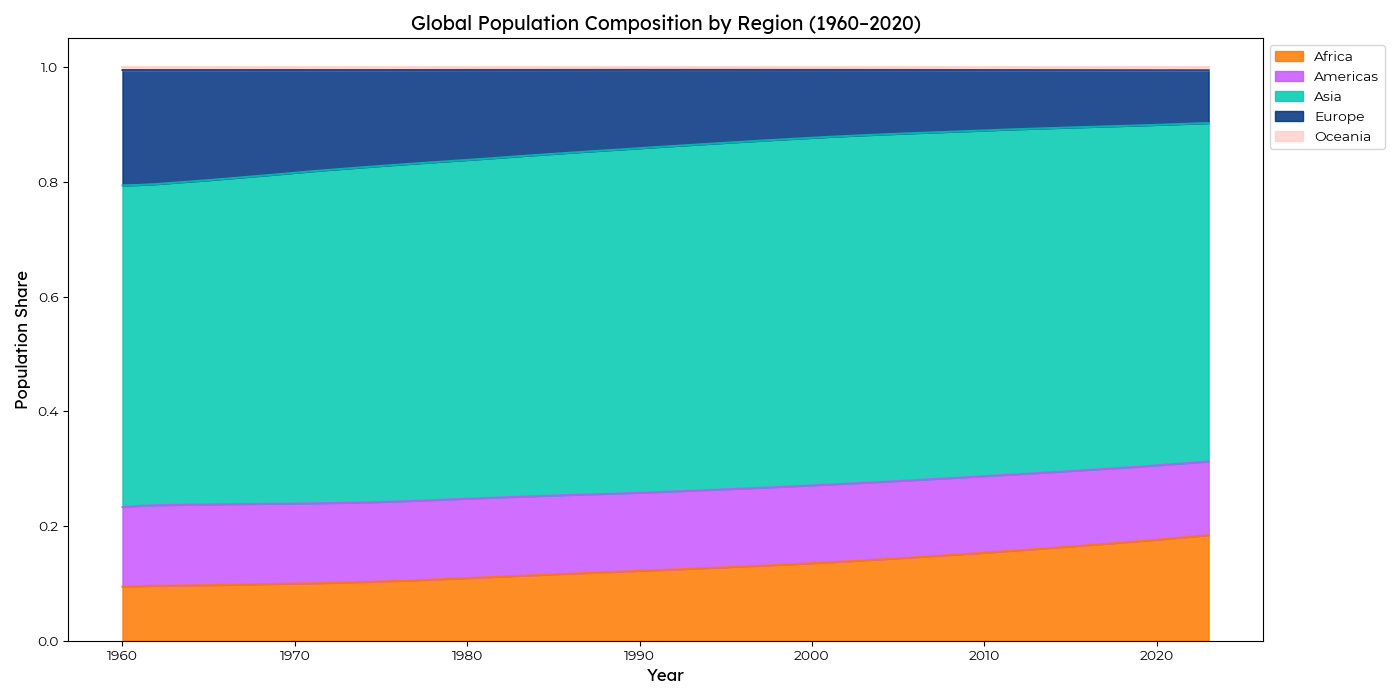 Global Population Composition by Region (1960–2020)
Population Share
1.0
0.8
0.6
0.4
0.2
0.0
1960
1970
1980
1990
2000
2010
2020
Year
Africa
Americas
Asia
Europe
Oceania